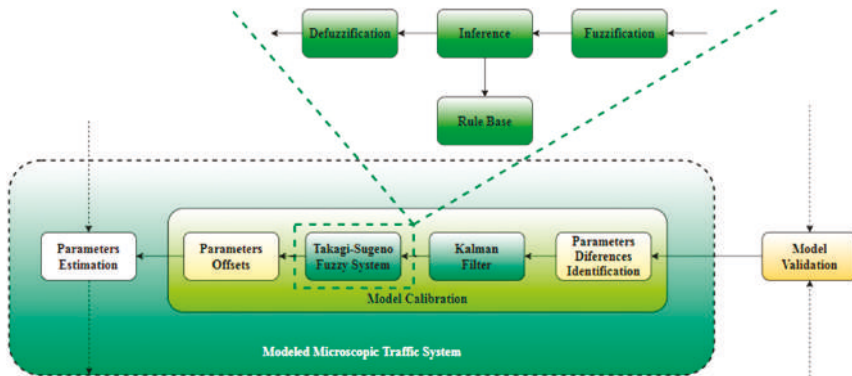 Defuzzification
Inference
Fuzzification
Rule Base
Parameters
Estimation
Parameters
Offsets
Takagi-Sugeno
Fuzzy System
Kalman
Filter
Parameters
Diferences
Identification
Model
Validation
Model Calibration
Modeled Microscopic Traffic System